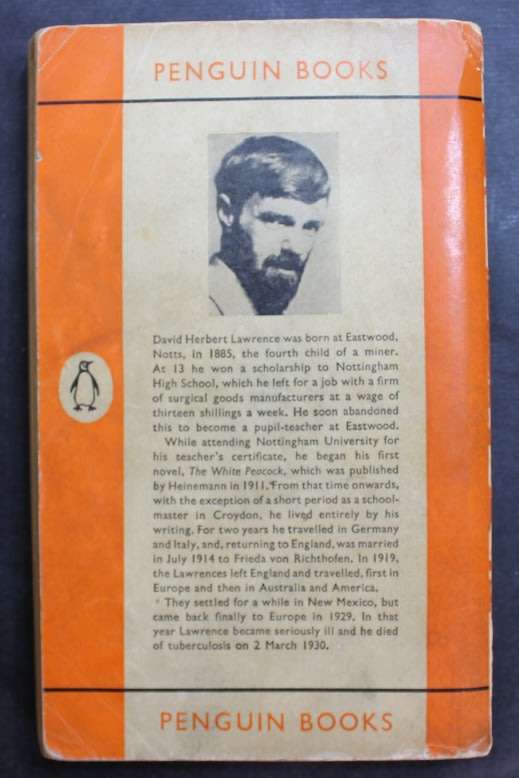 PENGUIN BOOKS
David Herbert Lawrence was born at Eastwood,
Notts, in 1885, the fourth child of a miner.
At 13 he won a scholarship to Nottingham
High School, which he left for a job with a firm
of surgical goods manufacturers at a wage of
thirteen shillings a week. He soon abandoned
this to become a pupil-teacher at Eastwood.
While attending Nottingham University for
his teacher's certificate, he began his first
novel, The White Peacock, which was published
by Heinemann in 1911. From that time onwards,
with the exception of a short period as a school-
master in Croydon, he lived entirely by his
writing. For two years he travelled in Germany
and Italy, and, returning to England, was married
in July 1914 to Frieda von Richthofen. In 1919,
the Lawrences left England and travelled, first in
Europe and then in Australia and America.
They settled for a while in New Mexico, but
came back finally to Europe in 1929. In that
year Lawrence became seriously ill and he died
of tuberculosis on 2 March 1930.
PENGUIN BOOKS